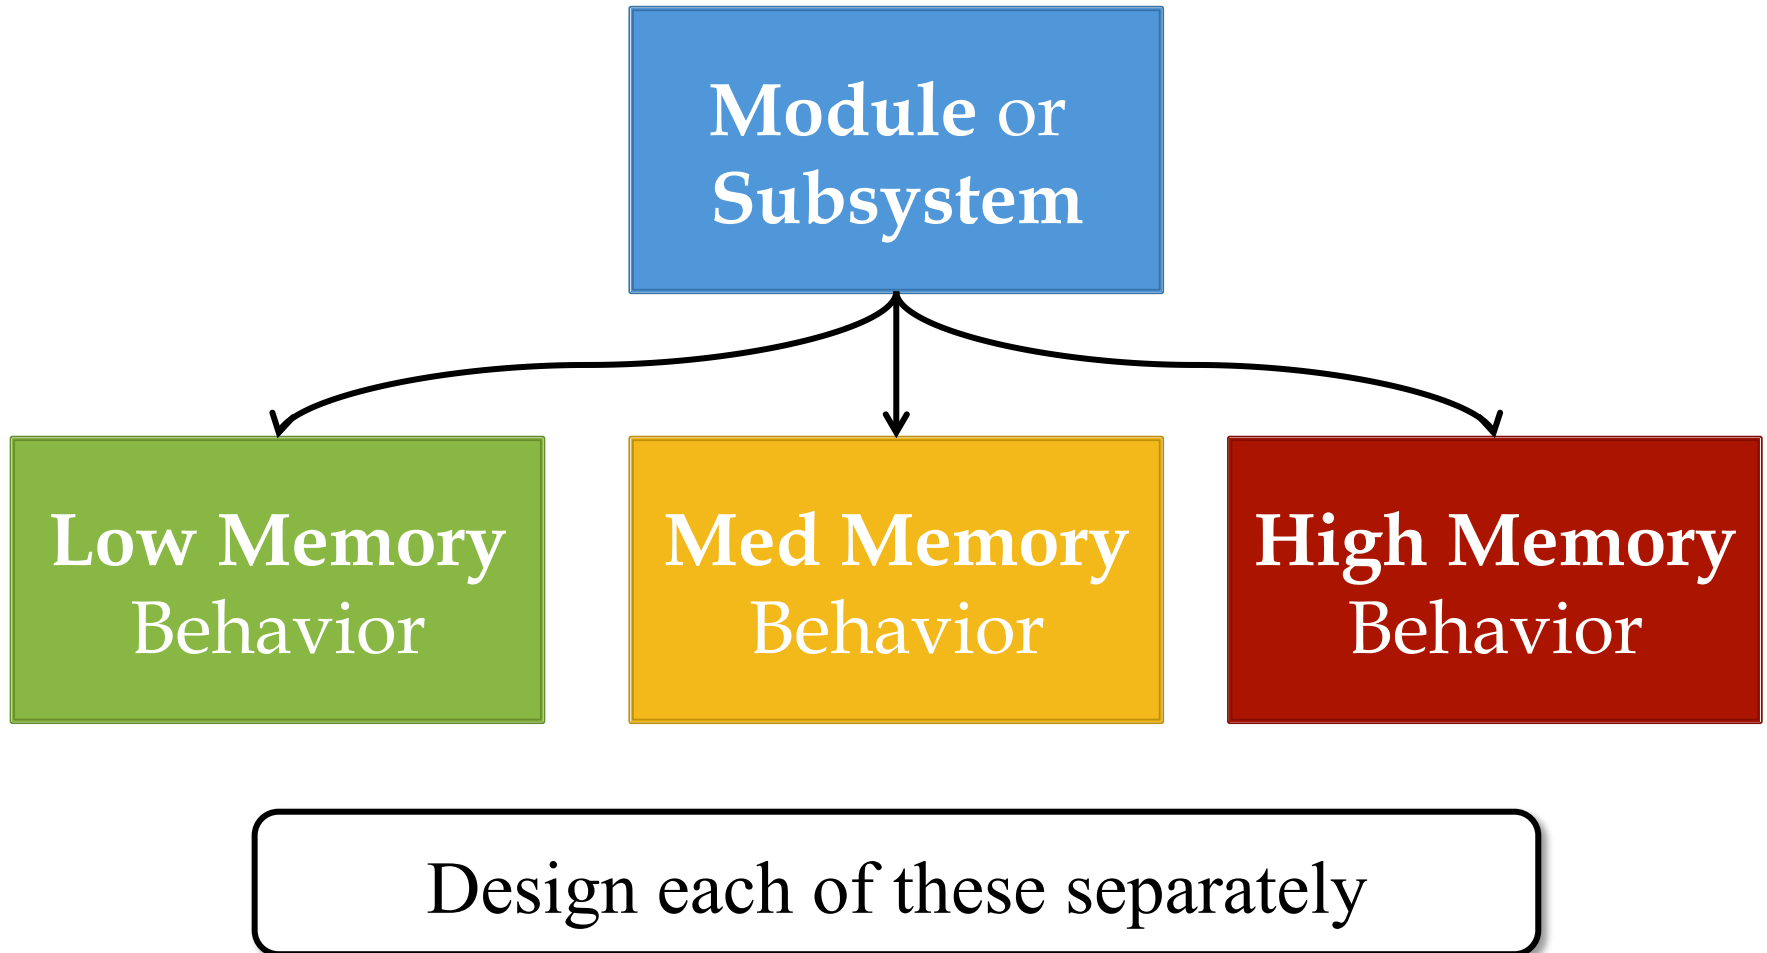 Module or
Subsystem
Low Memory
Behavior
Med Memory
Behavior
High Memory
Behavior
Design each of these separately